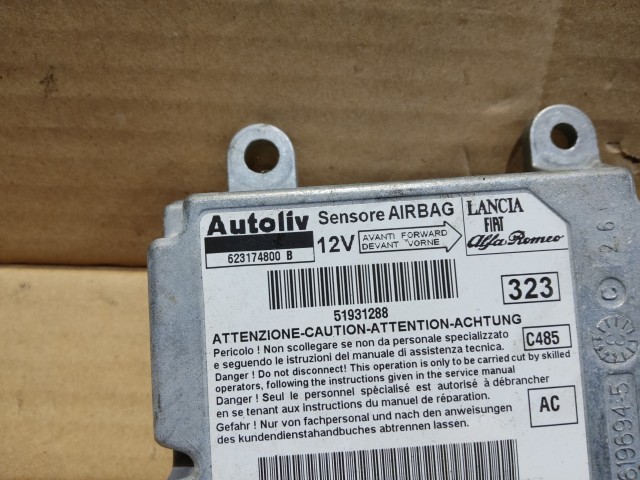 Autoliv
Sensore AIRBAG
623174800 B
12V
AVANTI FORWARD
DEVANT VORNE
LANCIA
FIAT
Alfa Romeo
51931288
323
ATTENZIONE-CAUTION-ATTENTION-ACHTUNG
Pericolo ! Non scollegare se non da personale specializzato
e seguendo le istruzioni del manuale di assistenza tecnica.
C485
Danger ! Do not disconnect! This operation is only to be carried cut by skilled
operators, following the instructions given in the service manual
Danger ! Seul le personnel spécialisé est autorisé à débrancher
en se tenant aux instructions du manuel de réparation.
AC
Gefahr ! Nur von fachpersonal und nach den anweisungen
des kundendienstahandbuches abtrennen lassen.
619694-5